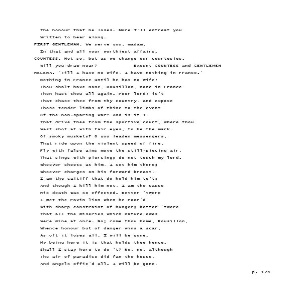 The honour that he loses: More I'll entreat you
Written to bear along.
FIRST GENTLEMAN. We serve you, madam,
In that and all your worthiest affairs.
COUNTESS. Not so, but as we change our courtesies.
Will you draw near? Exeunt COUNTESS and GENTLEMEN
HELENA. 'Till I have no wife, I have nothing in France.'
Nothing in France until he has no wife!
Thou shalt have none, Rousillon, none in France
Then hast thou all again. Poor lord! is't I
That chase thee from thy country, and expose
Those tender limbs of thine to the event
Of the non-sparing war? And is it I
That drive thee from the sportive court, where thou
Wast shot at with fair eyes, to be the mark
Of smoky muskets? O you leaden messengers,
That ride upon the violent speed of fire,
Fly with false aim; move the still-piecing air,
That sings with piercing; do not touch my lord.
Whoever shoots at him, I set him there;
Whoever charges on his forward breast,
I am the caitiff that do hold him to't;
And though I kill him not, I am the cause
His death was so effected. Better 'twere
I met the ravin lion when he roar'd
With sharp constraint of hunger; better 'twere
That all the miseries which nature owes
Were mine at once. No; come thou home, Rousillon,
Whence honour but of danger wins a scar,
As oft it loses all. I will be gone.
My being here it is that holds thee hence.
Shall I stay here to do't? No, no, although
The air of paradise did fan the house,
And angels offic'd all. I will be gone,